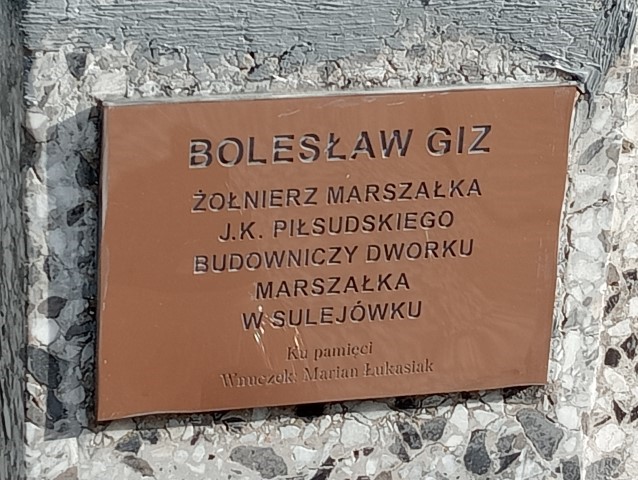 BOLESŁAW GIZ
ŻOŁNIERZ MARSZAŁKA
J.K. PIŁSUDSKIEGO
BUDOWNICZY DWORKU
MARSZAŁKA
W SULEJÓWKU
Ku pamięci
Wnuczek: Marian Łukasiak